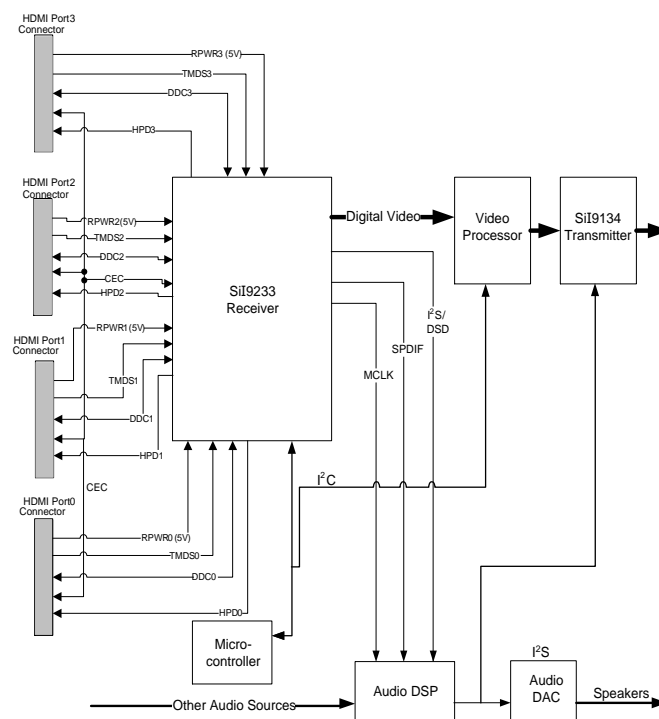 HDMI Port3
Connector
RPWR3 (5V)
TMDS3
DDC3
HPD3
HDMI Port2
Connector
RPWR2(5V)
TMDS2
DDC2
CEC
HPD2
SiI9233
Receiver
Digital Video
Video
Processor
SiI9134
Transmitter
I²S/
DSD
SPDIF
MCLK
HDMI Port1
Connector
RPWR1(5V)
TMDS1
DDC1
HPD1
CEC
I²C
HDMI Port0
Connector
RPWR0 (5V)
TMDS0
DDC0
HPD0
Micro-
controller
Other Audio Sources
Audio DSP
I²S
Audio
DAC
Speakers